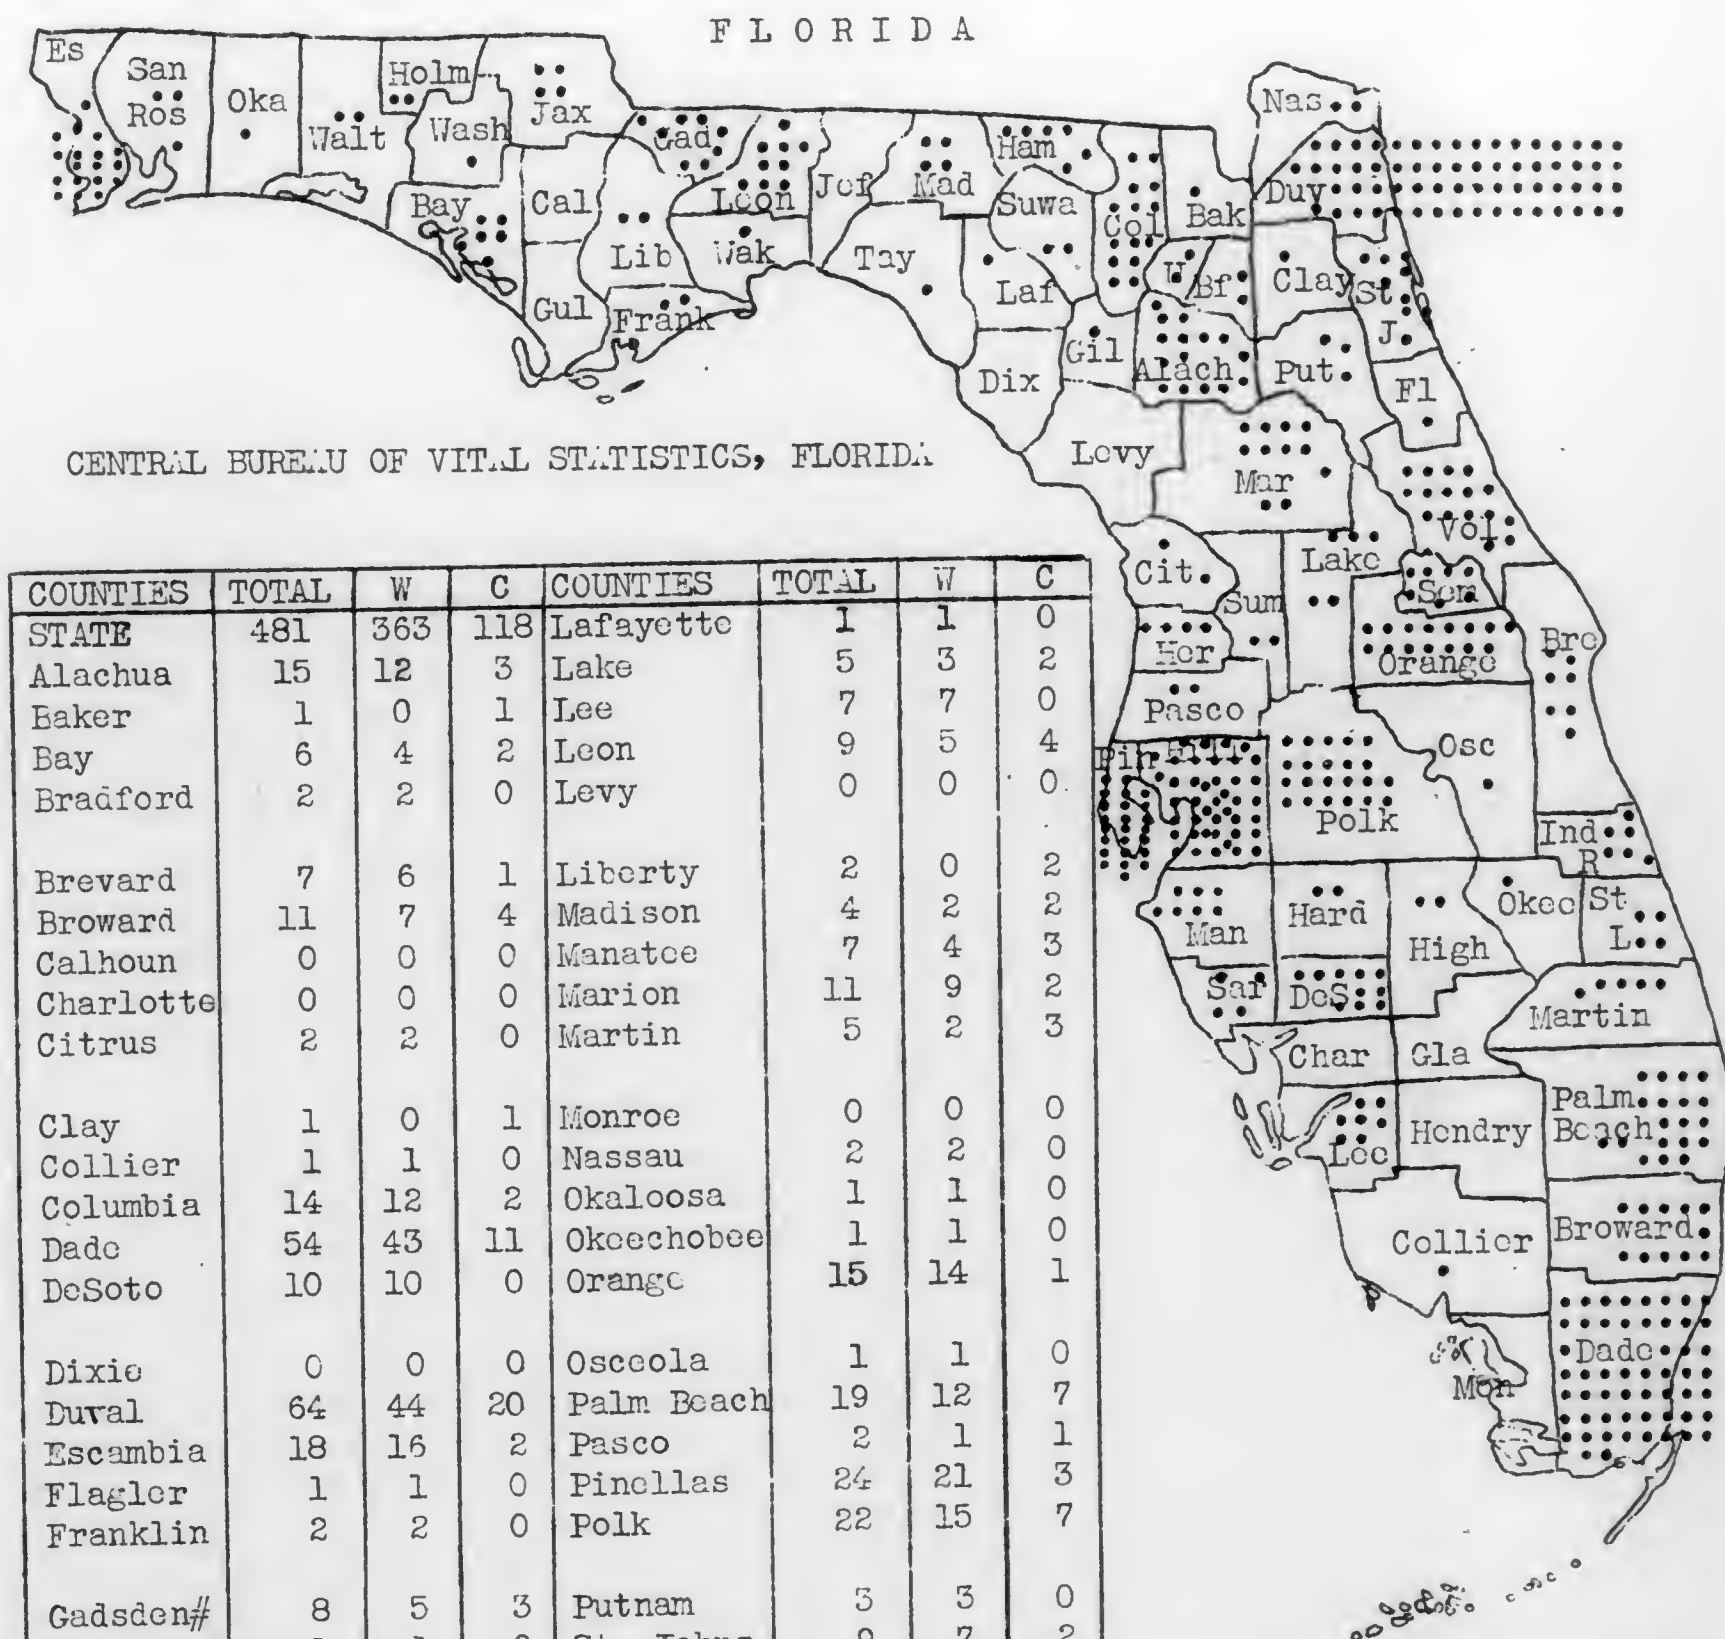 FLORIDA
Es
San
Ros
Oka
Walt
Holm
Wash
Jax
Bay
Cal
Gul
Lib
Frank
Gad
Leon
Wak
Jef
Mad
Tay
Ham
Suwa
Laf
Dix
Col
Bak
Nas
Duv
U
Bf
Clay
St
J
Gil
Alach
Put
Fl
Levy
Mar
Vol
CENTRAL BUREAU OF VITAL STATISTICS, FLORIDA
Cit
Sum
Lake
Sem
Her
Orange
Bre
Pasco
Pin
Hill
Polk
Osc
Ind
R
Man
Hard
High
Okee
St
L
Sar
DeS
Martin
Char
Gla
Lee
Hendry
Palm
Beach
Collier
Broward
Dade
Mon
COUNTIES TOTAL W C COUNTIES TOTAL W C
STATE 481 363 118 Lafayette 1 1 0
Alachua 15 12 3 Lake 5 3 2
Baker 1 0 1 Lee 7 7 0
Bay 6 4 2 Leon 9 5 4
Bradford 2 2 0 Levy 0 0 0
Brevard 7 6 1 Liberty 2 0 2
Broward 11 7 4 Madison 4 2 2
Calhoun 0 0 0 Manatee 7 4 3
Charlotte 0 0 0 Marion 11 9 2
Citrus 2 2 0 Martin 5 2 3
Clay 1 0 1 Monroe 0 0 0
Collier 1 1 0 Nassau 2 2 0
Columbia 14 12 2 Okaloosa 1 1 0
Dade 54 43 11 Okeechobee 1 1 0
DeSoto 10 10 0 Orange 15 14 1
Dixie 0 0 0 Osceola 1 1 0
Duval 64 44 20 Palm Beach 19 12 7
Escambia 18 16 2 Pasco 2 1 1
Flagler 1 1 0 Pinellas 24 21 3
Franklin 2 2 0 Polk 22 15 7
Gadsden# 8 5 3 Putnam 3 3 0